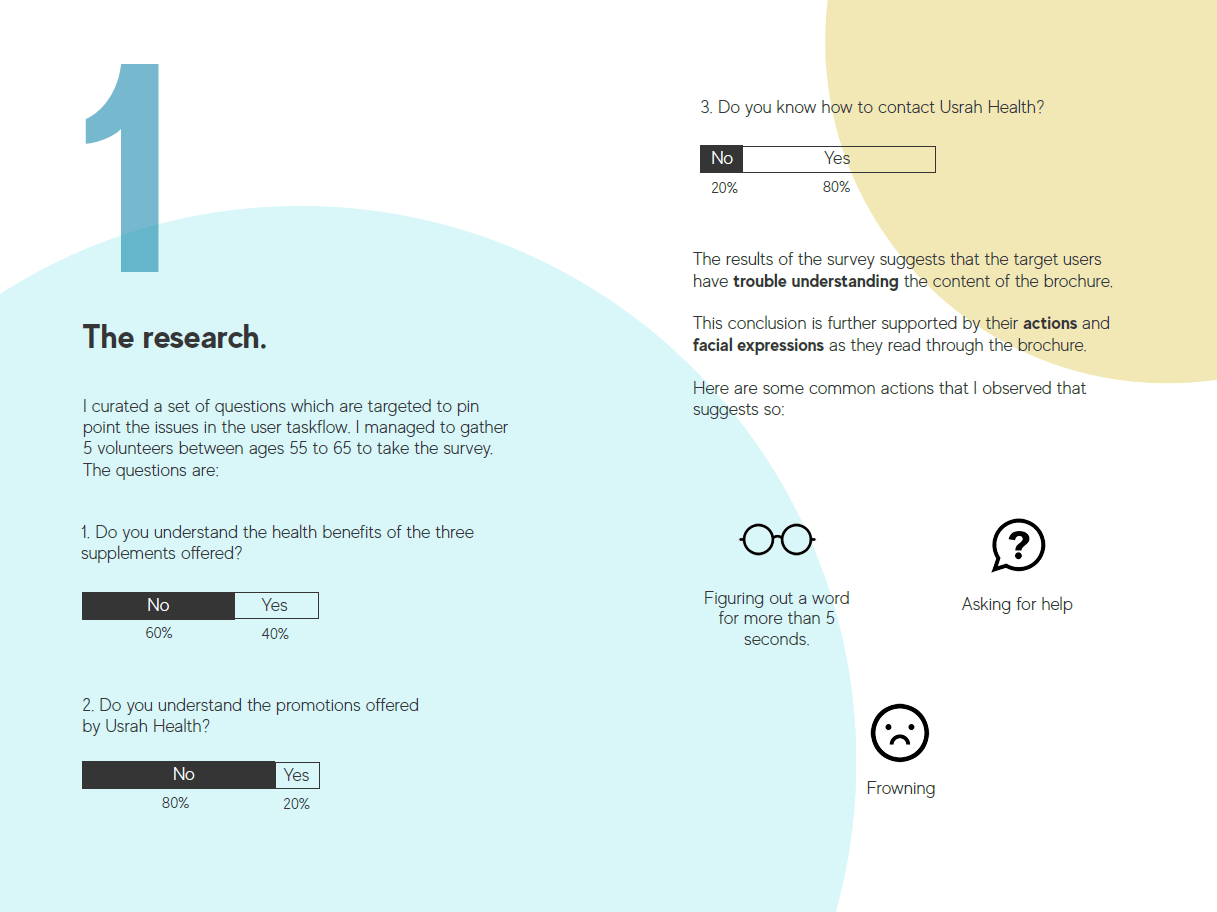 1
The research.
I curated a set of questions which are targeted to pin
point the issues in the user taskflow. I managed to gather
5 volunteers between ages 55 to 65 to take the survey.
The questions are:
1. Do you understand the health benefits of the three
supplements offered?
No Yes
60% 40%
2. Do you understand the promotions offered
by Usrah Health?
No Yes
80% 20%
3. Do you know how to contact Usrah Health?
No Yes
20% 80%
The results of the survey suggests that the target users
have trouble understanding the content of the brochure.
This conclusion is further supported by their actions and
facial expressions as they read through the brochure.
Here are some common actions that I observed that
suggests so:
Figuring out a word
for more than 5
seconds.
?
Asking for help
Frowning